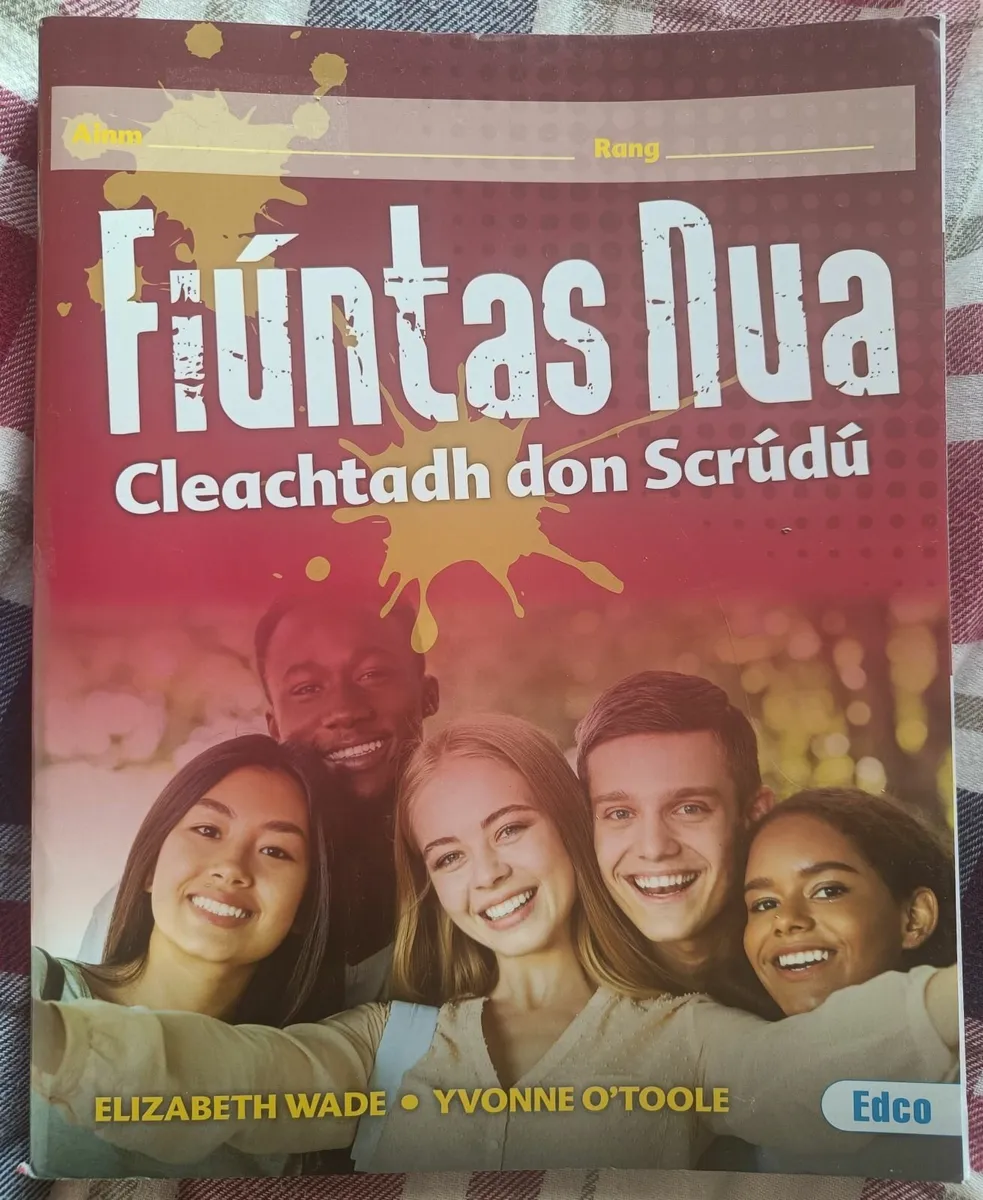 Ainm Rang
Fiúntas Nua
Cleachtadh don Scrúdú
ELIZABETH WADE • YVONNE O'TOOLE
Edco